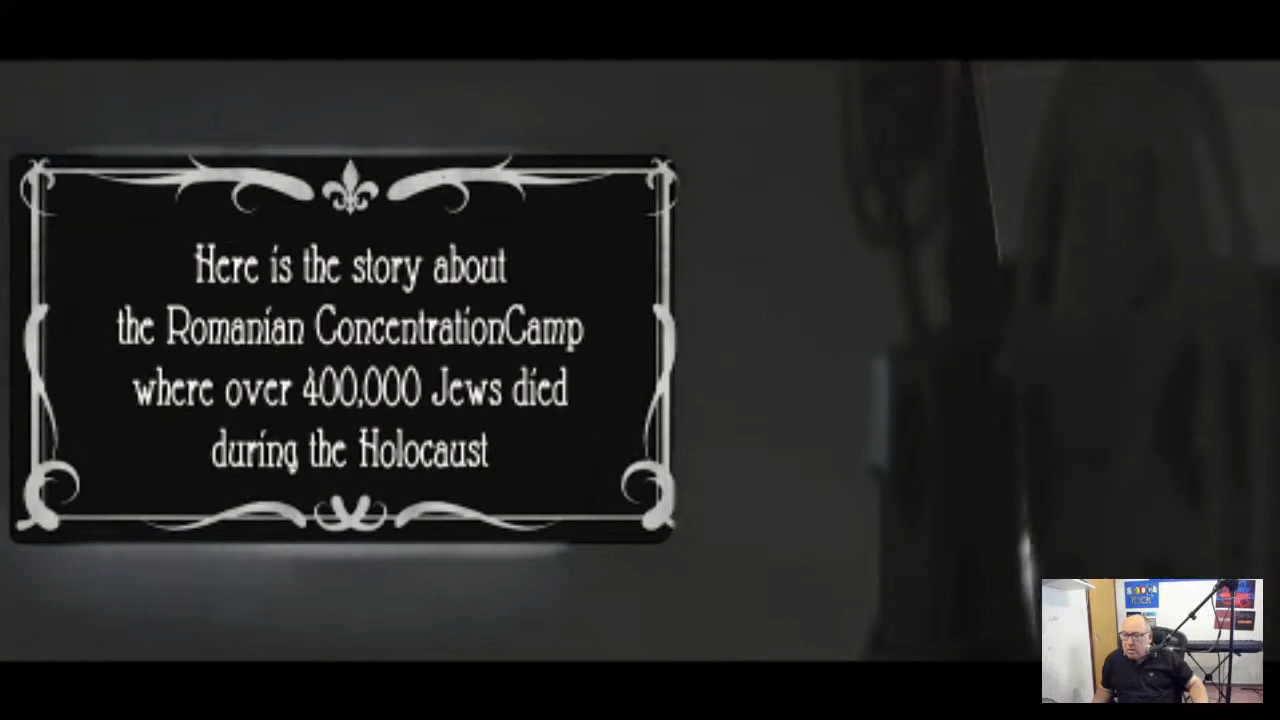 Here is the story about
the Romanian ConcentrationCamp
where over 400,000 Jews died
during the Holocaust